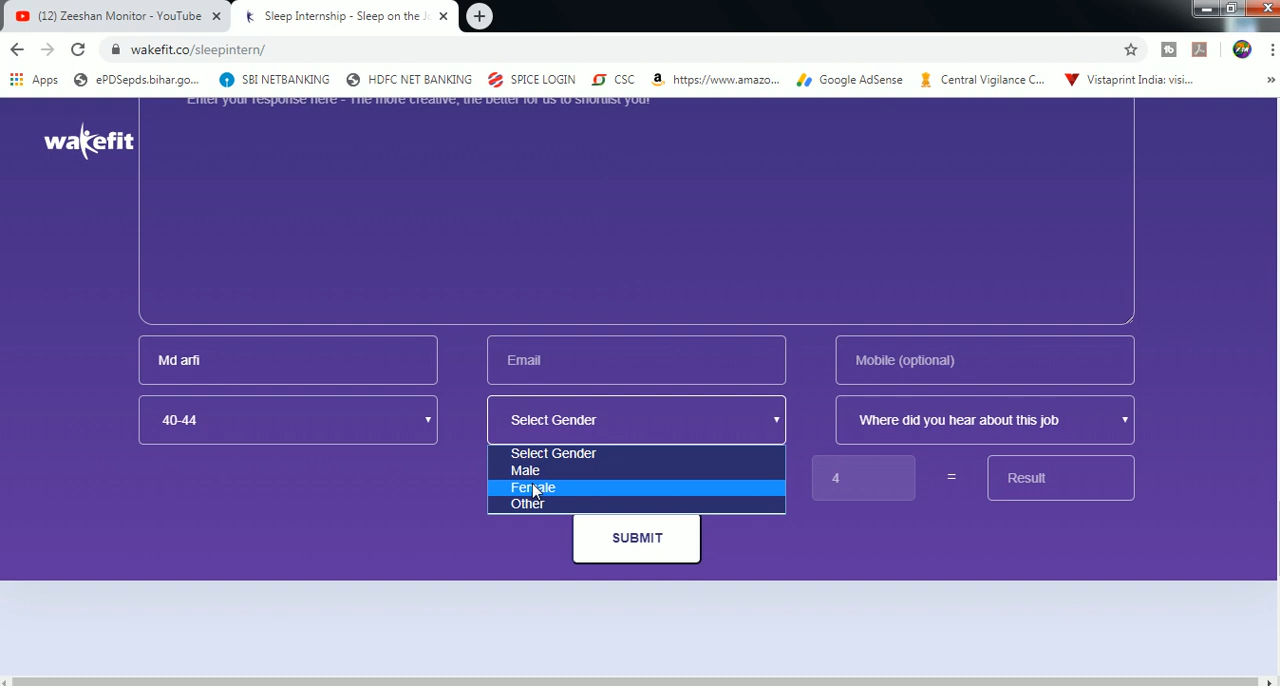 (12) Zeeshan Monitor - YouTube
Sleep Internship - Sleep on the J
wakefit.co/sleepintern/
Apps
ePDSepds.bihar.go...
SBI NETBANKING
HDFC NET BANKING
SPICE LOGIN
CSC
https://www.amazo...
Google AdSense
Central Vigilance C...
Vistaprint India: visi...
»
Enter your response here - The more creative, the better for us to shortlist you!
wakefit
Md arfi
Email
Mobile (optional)
40-44
Select Gender
Where did you hear about this job
Select Gender
Male
Female
Other
4
=
Result
SUBMIT